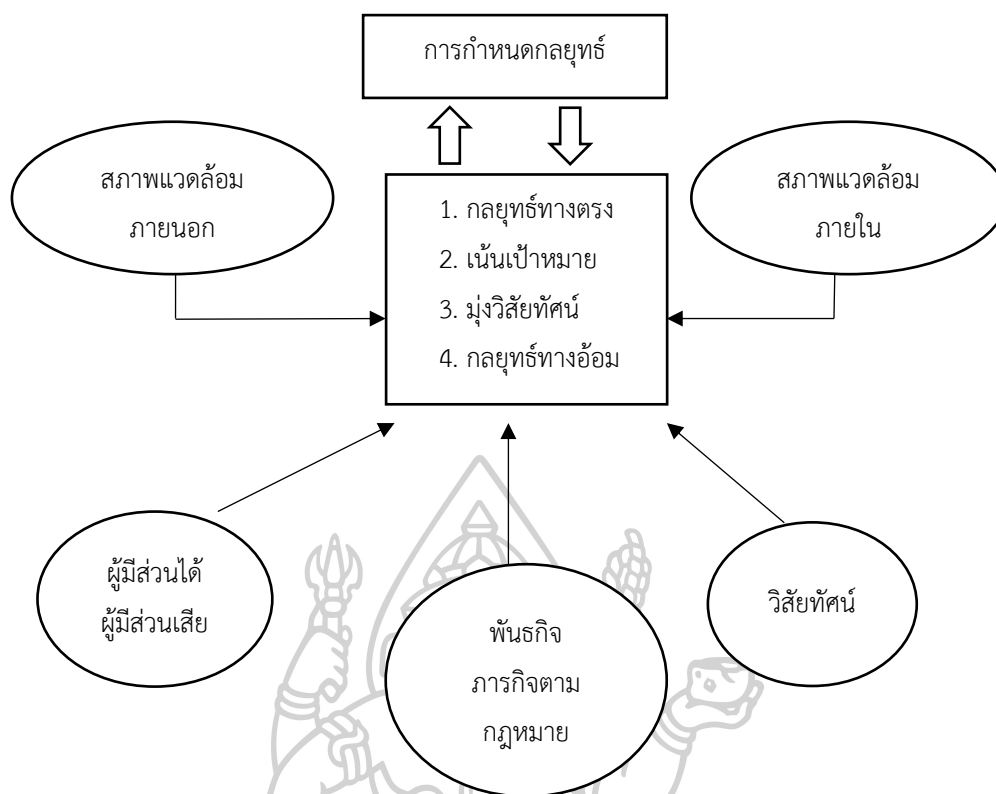 การกำหนดกลยุทธ์
สภาพแวดล้อม
ภายนอก
1. กลยุทธ์ทางตรง
2. เน้นเป้าหมาย
3. มุ่งวิสัยทัศน์
4. กลยุทธ์ทางอ้อม
สภาพแวดล้อม
ภายใน
ผู้มีส่วนได้
ผู้มีส่วนเสีย
พันธกิจ
ภารกิจตาม
กฎหมาย
วิสัยทัศน์